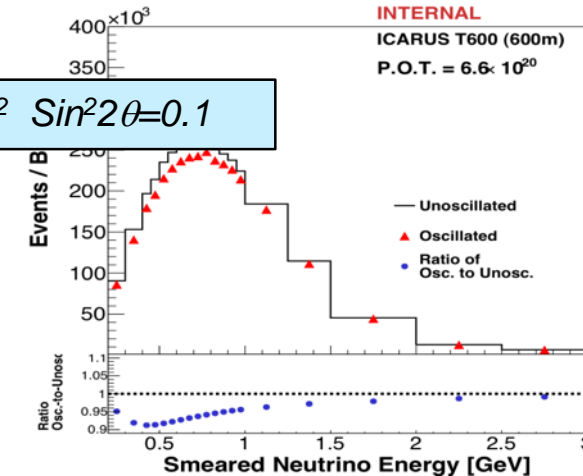 INTERNAL
400×10³
ICARUS T600 (600m)
350
P.O.T. = 6.6× 10²⁰
² Sin²2θ=0.1
250
200
150
100
50
Events / B
Unoscillated
Oscillated
Ratio of
Osc. to Unosc.
1.1
1.05
1
0.95
0.9
Ratio
Osc.-to-Unosc
0.5 1 1.5 2 2.5 3
Smeared Neutrino Energy [GeV]